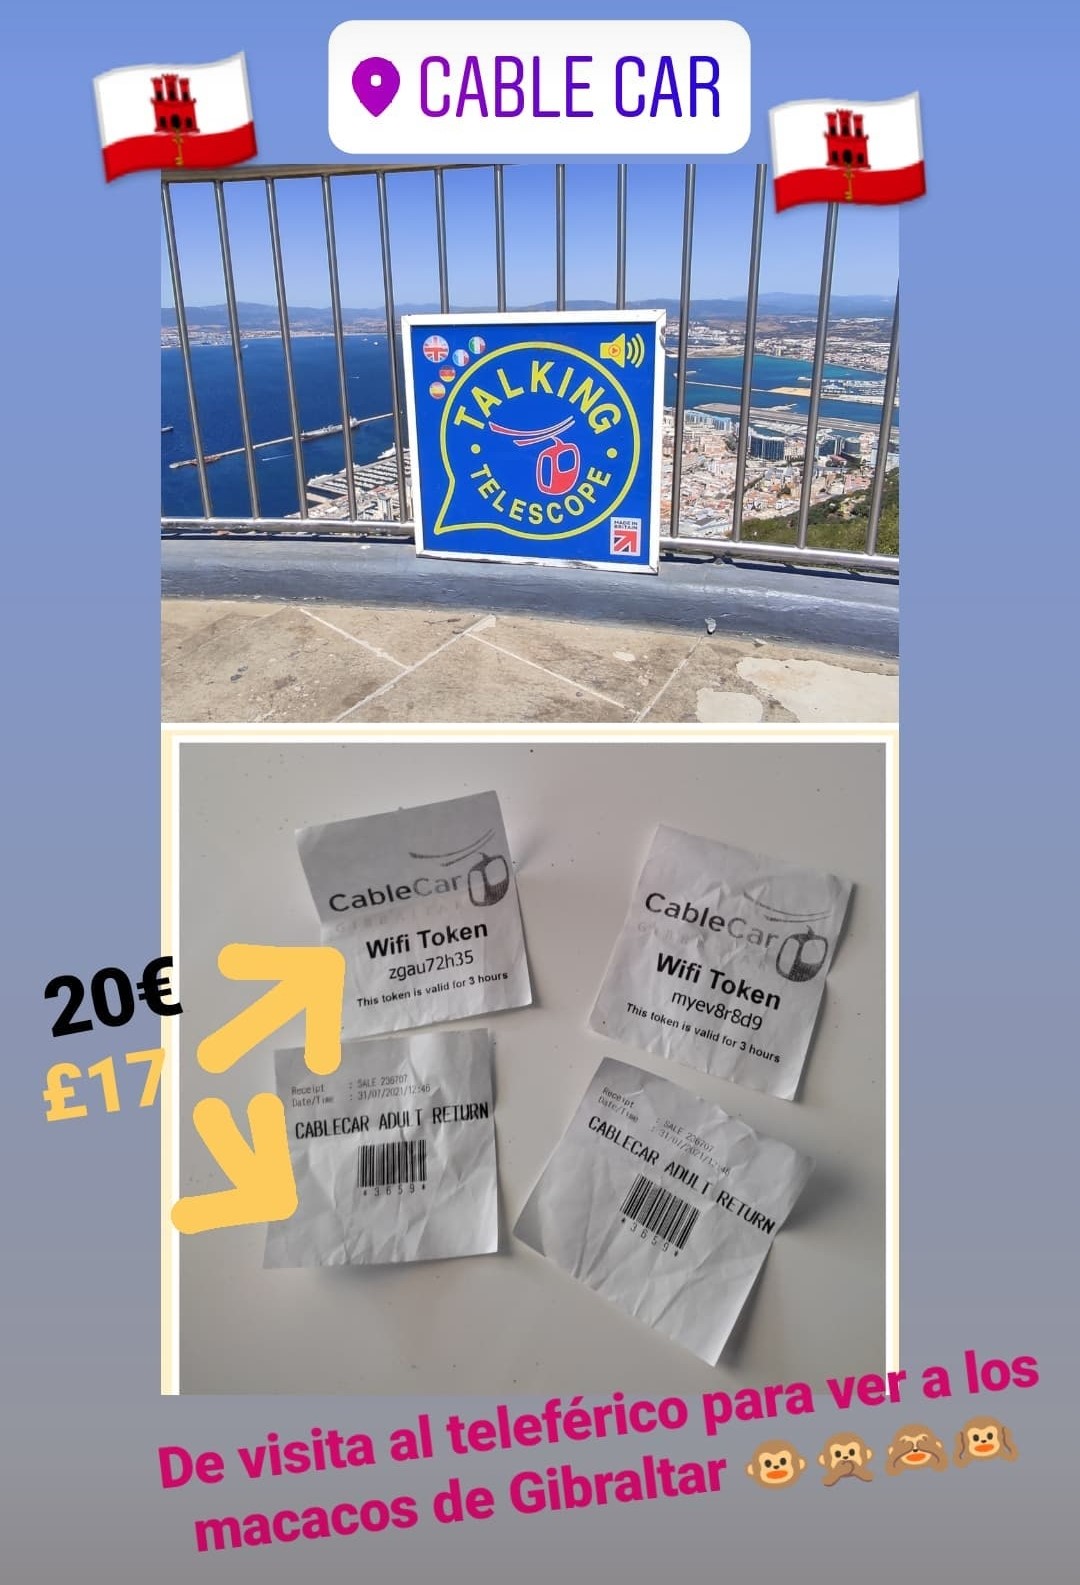 CABLE CAR
TALKING
TELESCOPE
MADE IN
BRITAIN
CableCar
Wifi Token
zgau72h35
This token is valid for 3 hours
CableCar
Wifi Token
myev8r8d9
This token is valid for 3 hours
20€
£17
Receipt : SALE 236707
Date/Time : 31/07/2021/12:46
CABLECAR ADULT RETURN
*3659*
Receipt : SALE 236707
Date/Time : 31/07/2021/12:46
CABLECAR ADULT RETURN
*3659*
De visita al teleférico para ver a los
macacos de Gibraltar 🐵🙊🙈🙉